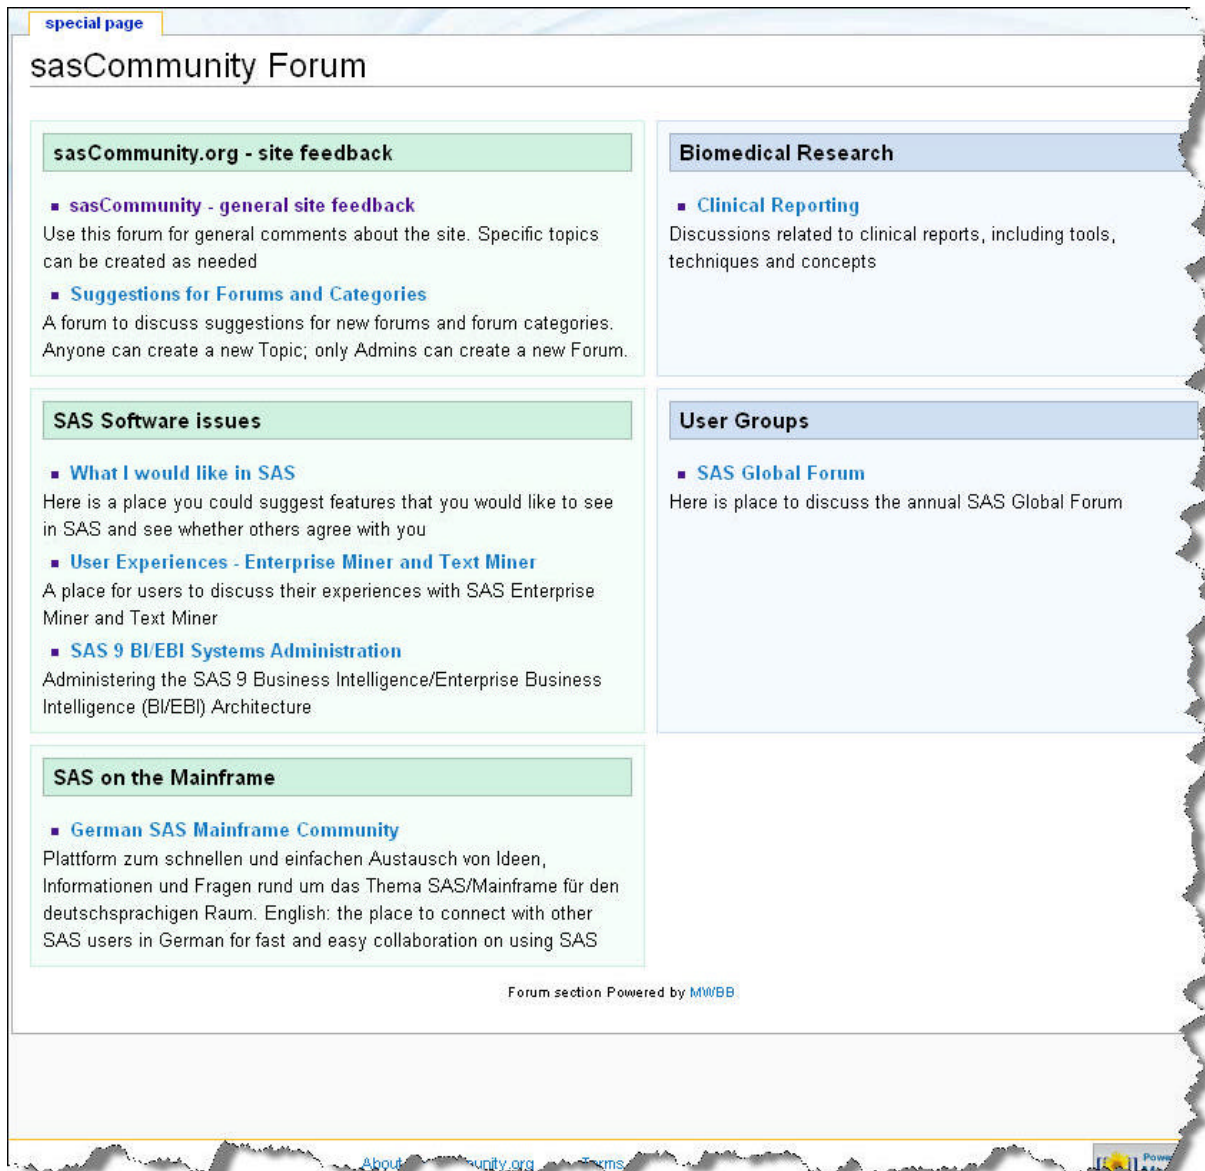 special page
sasCommunity Forum
sasCommunity.org - site feedback
sasCommunity - general site feedback
Use this forum for general comments about the site. Specific topics
can be created as needed
Suggestions for Forums and Categories
A forum to discuss suggestions for new forums and forum categories.
Anyone can create a new Topic; only Admins can create a new Forum.
Biomedical Research
Clinical Reporting
Discussions related to clinical reports, including tools,
techniques and concepts
SAS Software issues
What I would like in SAS
Here is a place you could suggest features that you would like to see
in SAS and see whether others agree with you
User Experiences - Enterprise Miner and Text Miner
A place for users to discuss their experiences with SAS Enterprise
Miner and Text Miner
SAS 9 BI/EBI Systems Administration
Administering the SAS 9 Business Intelligence/Enterprise Business
Intelligence (BI/EBI) Architecture
User Groups
SAS Global Forum
Here is place to discuss the annual SAS Global Forum
SAS on the Mainframe
German SAS Mainframe Community
Plattform zum schnellen und einfachen Austausch von Ideen,
Informationen und Fragen rund um das Thema SAS/Mainframe für den
deutschsprachigen Raum. English: the place to connect with other
SAS users in German for fast and easy collaboration on using SAS
Forum section Powered by MWBB
About